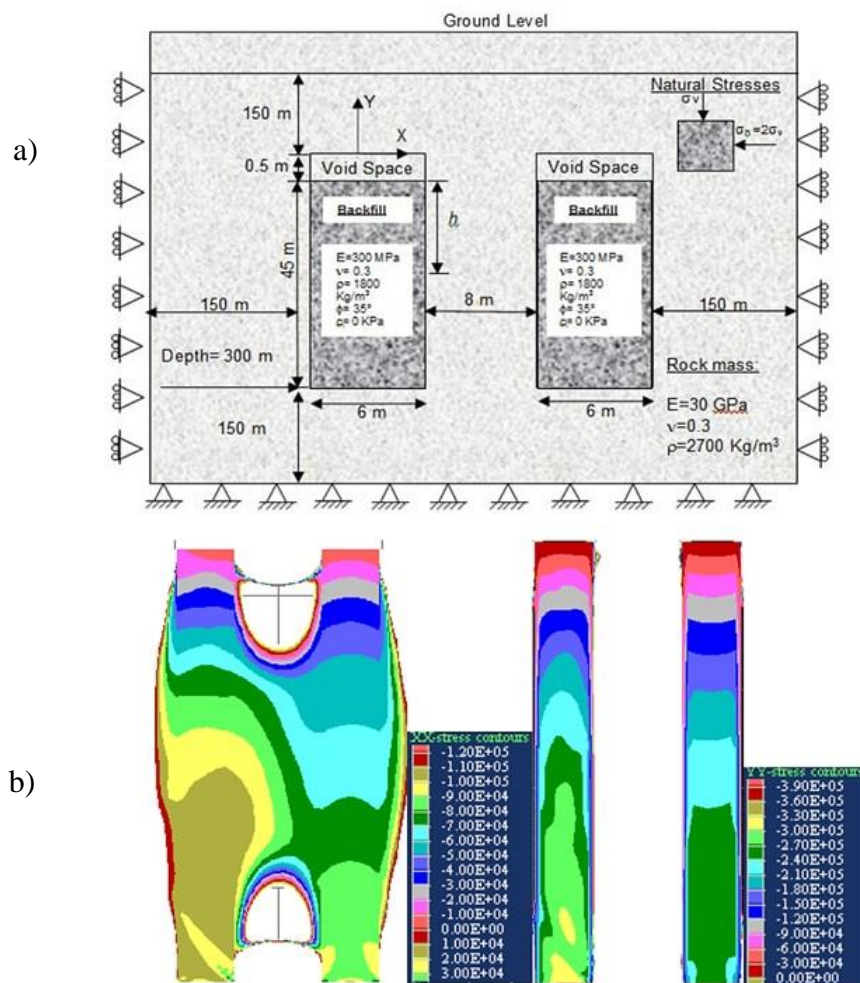 Ground Level
a)
150 m
Y
X
Natural Stresses
σv
σh=2σv
0.5 m
Void Space
Void Space
Backfill
Backfill
h
45 m
E=300 MPa
ν= 0.3
ρ= 1800
Kg/m³
ϕ= 35°
c= 0 KPa
E=300 MPa
ν= 0.3
ρ= 1800
Kg/m³
ϕ= 35°
c= 0 KPa
150 m
8 m
150 m
Depth= 300 m
Rock mass:
E=30 GPa
ν=0.3
ρ=2700 Kg/m³
150 m
6 m
6 m
b)
XX-stress contours
-1.20E+05
-1.10E+05
-1.00E+05
-9.00E+04
-8.00E+04
-7.00E+04
-6.00E+04
-5.00E+04
-4.00E+04
-3.00E+04
-2.00E+04
-1.00E+04
0.00E+00
1.00E+04
2.00E+04
3.00E+04
YY-stress contours
-3.90E+05
-3.60E+05
-3.30E+05
-3.00E+05
-2.70E+05
-2.40E+05
-2.10E+05
-1.80E+05
-1.50E+05
-1.20E+05
-9.00E+04
-6.00E+04
-3.00E+04
0.00E+00